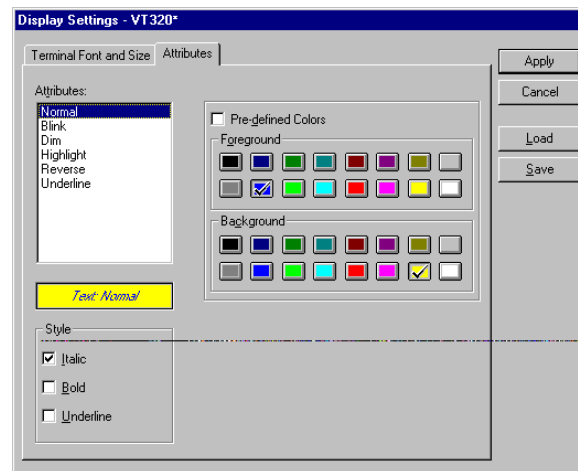 Display Settings - VT320*
Terminal Font and Size
Attributes
Apply
Cancel
Load
Save
Attributes:
Normal
Blink
Dim
Highlight
Reverse
Underline
Pre-defined Colors
Foreground
Background
Text: Normal
Style
Italic
Bold
Underline